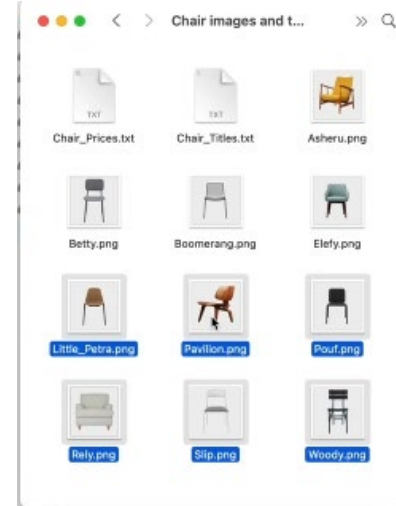 Chair images and t...
TXT
TXT
Chair_Prices.txt
Chair_Titles.txt
Asheru.png
Betty.png
Boomerang.png
Elefy.png
Little_Petra.png
Pavilion.png
Pouf.png
Rely.png
Slip.png
Woody.png